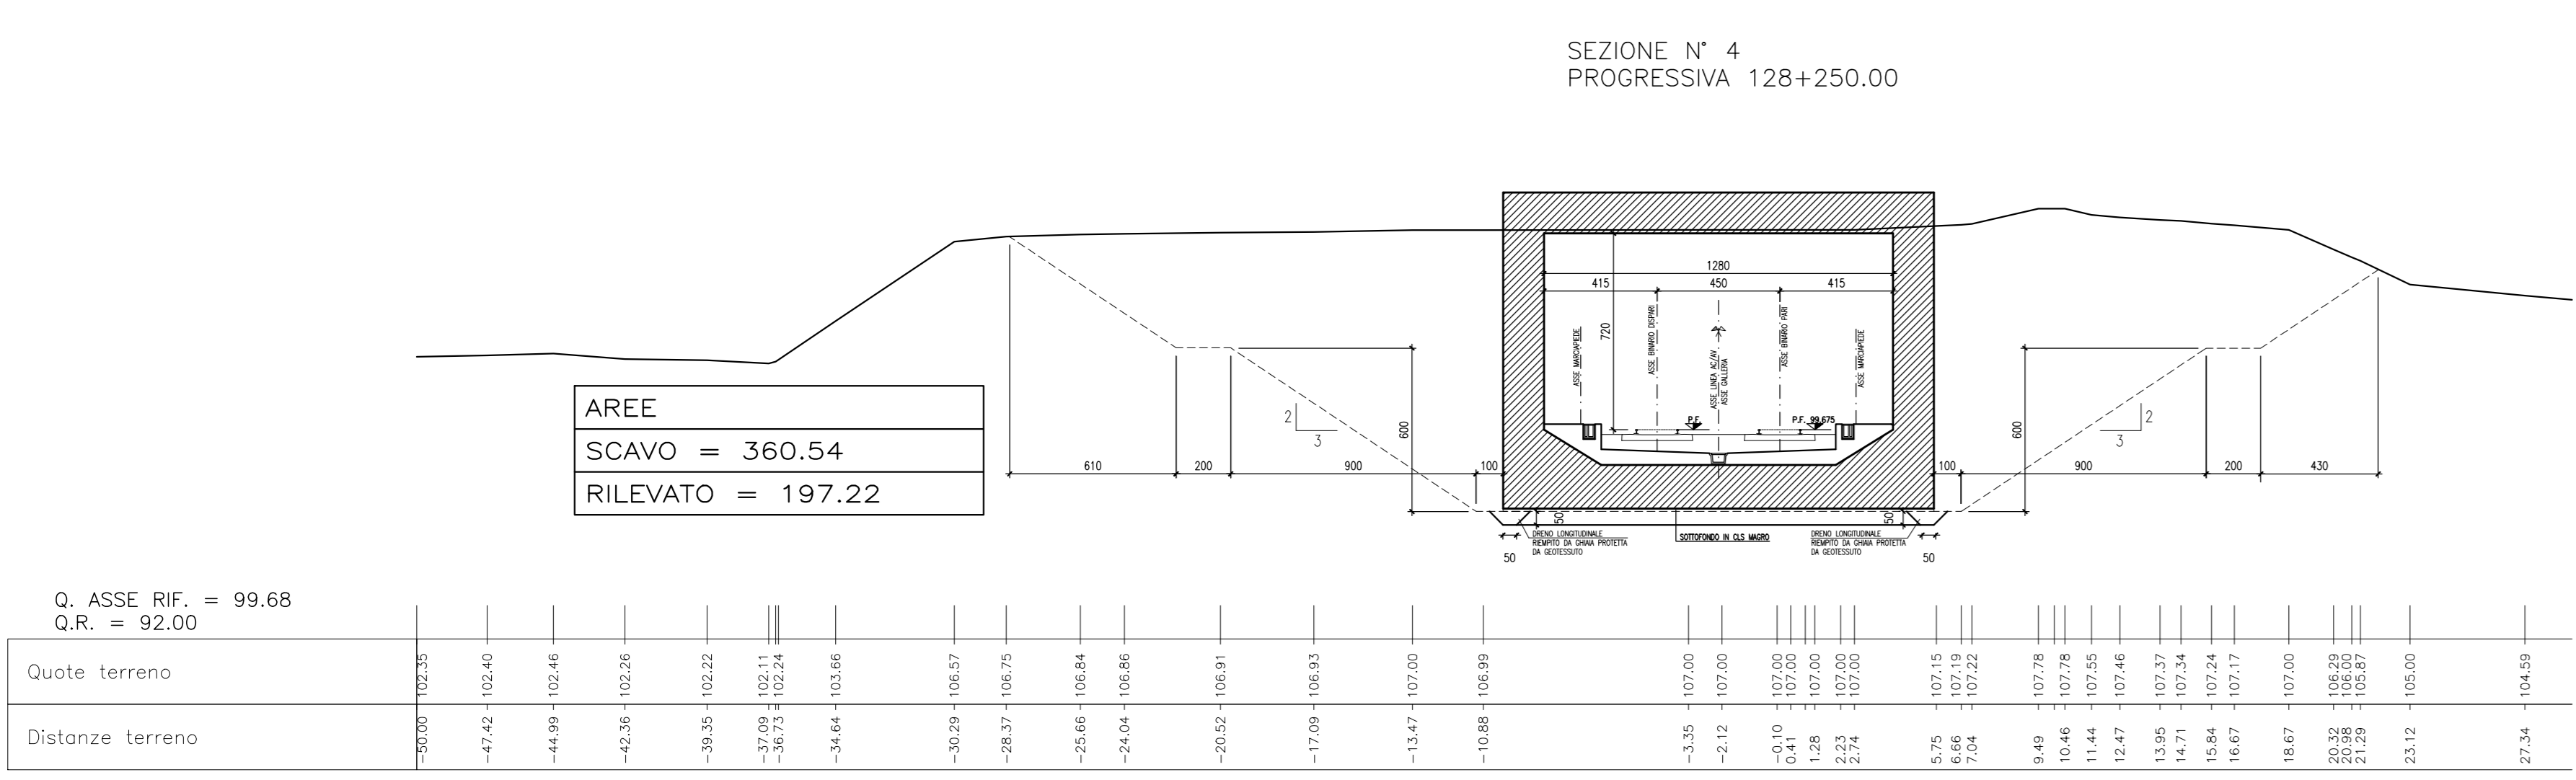 SEZIONE N° 4
PROGRESSIVA 128+250.00
1280
415 450 415
720
ASSE MARCIAPIEDE
ASSE BINARIO DISPARI
ASSE LINEA AC/AV
ASSE GALLERIA
ASSE BINARIO PARI
ASSE MARCIAPIEDE
P.F.
P.F. 99.675
AREE
SCAVO = 360.54
RILEVATO = 197.22
2
3
600
600
2
3
610 200 900 100
100 900 200 430
50
50
DRENO LONGITUDINALE
RIEMPITO DA GHIAIA PROTETTA
DA GEOTESSUTO
SOTTOFONDO IN CLS MAGRO
DRENO LONGITUDINALE
RIEMPITO DA GHIAIA PROTETTA
DA GEOTESSUTO
50
50
Q. ASSE RIF. = 99.68
Q.R. = 92.00
Quote terreno 102.35 102.40 102.46 102.26 102.22 102.11 102.24 103.66 106.57 106.75 106.84 106.86 106.91 106.93 107.00 106.99 107.00 107.00 107.00 107.00 107.00 107.00 107.00 107.15 107.19 107.22 107.78 107.78 107.55 107.46 107.37 107.34 107.24 107.17 107.00 106.29 106.00 105.87 105.00 104.59
Distanze terreno -50.00 -47.42 -44.99 -42.36 -39.35 -37.09 -36.73 -34.64 -30.29 -28.37 -25.66 -24.04 -20.52 -17.09 -13.47 -10.88 -3.35 -2.12 -0.10 0.41 1.28 2.23 2.74 5.75 6.66 7.04 9.49 10.46 11.44 12.47 13.95 14.71 15.84 16.67 18.67 20.32 20.98 21.29 23.12 27.34